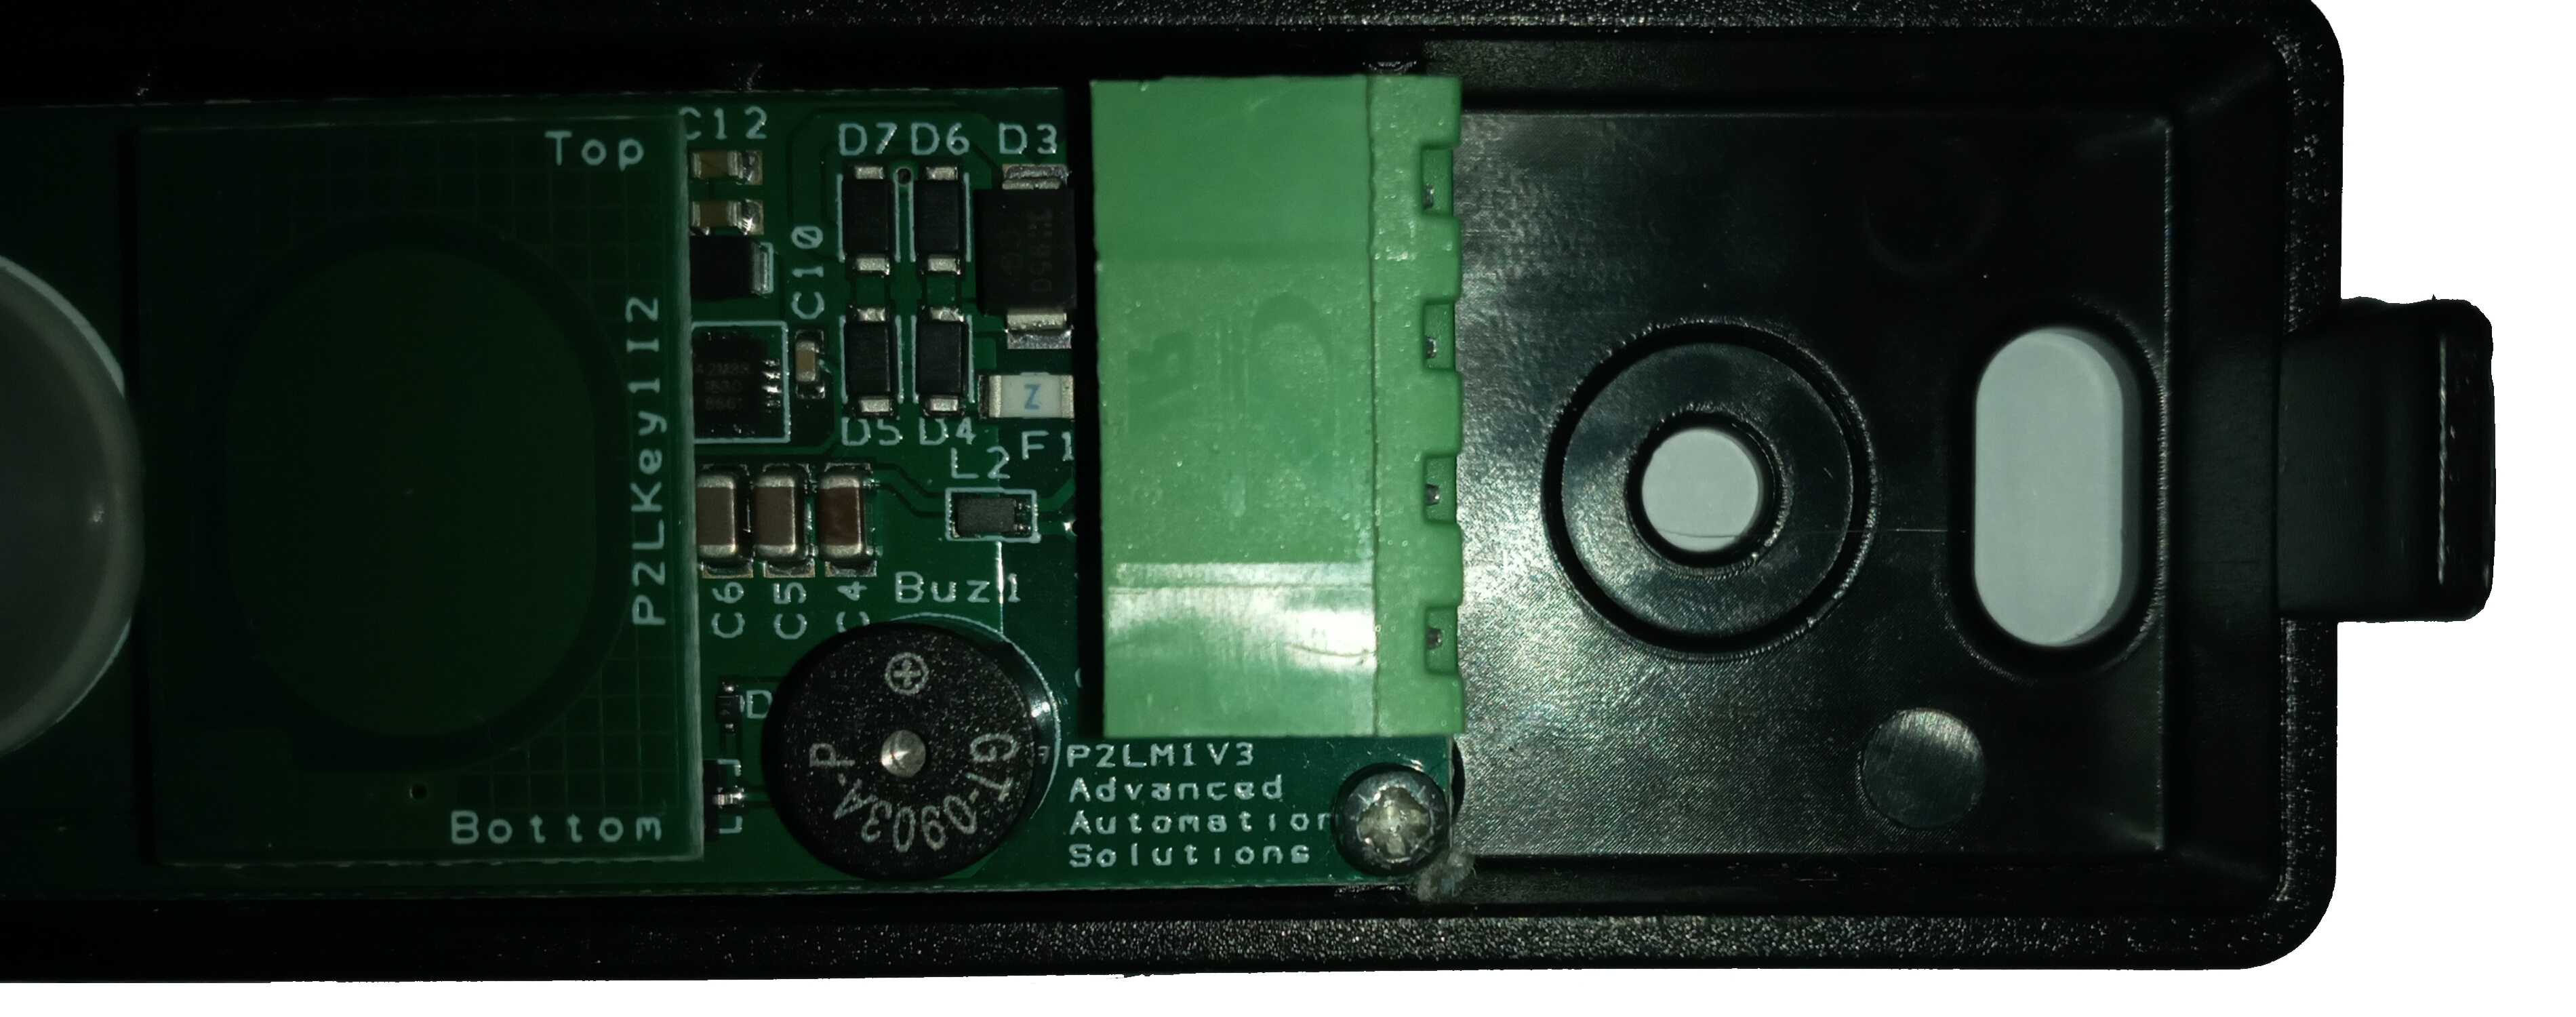 Top
C12
D7 D6 D3
C10
P2LKey1I2
Z
D5 D4 F1
L2
C6
C5
C4
Buz1
GT-0903A
P
P2LM1V3
Advanced
Automation
Solutions
Bottom